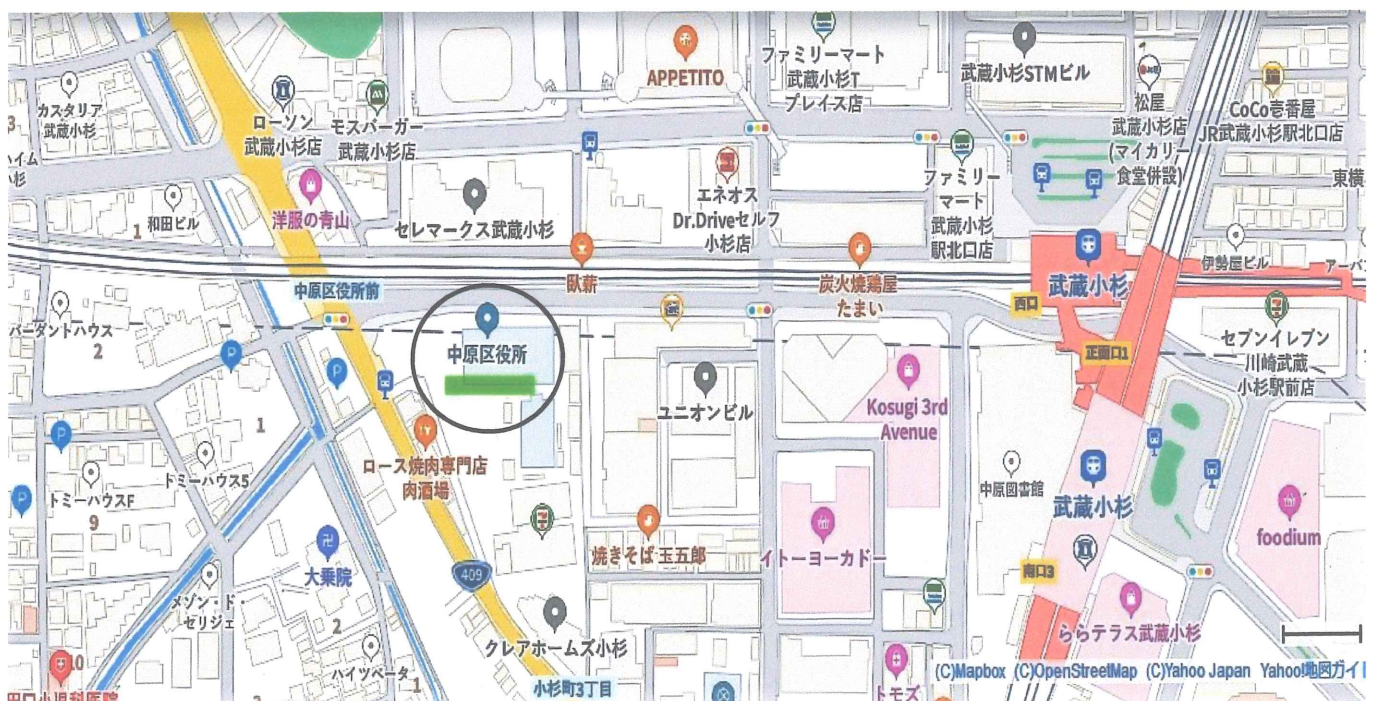 カスタリア
武蔵小杉
3
ハイム
小杉
ローソン
武蔵小杉店
モスバーガー
武蔵小杉店
APPETITO
ファミリーマート
武蔵小杉T
プレイス店
武蔵小杉STMビル
松屋
武蔵小杉店
(マイカリー
食堂併設)
CoCo壱番屋
JR武蔵小杉駅北口店
和田ビル
1
洋服の青山
セレマークス武蔵小杉
エネオス
Dr.Driveセルフ
小杉店
ファミリー
マート
武蔵小杉
駅北口店
東横
中原区役所前
臥薪
炭火焼鶏屋
たまい
武蔵小杉
伊勢屋ビル
西口
正面口1
バーダントハウス
2
P
P
中原区役所
ユニオンビル
Kosugi 3rd
Avenue
セブンイレブン
川崎武蔵
小杉駅前店
1
P
トミーハウスF
9
トミーハウス5
P
ロース焼肉専門店
肉酒場
中原図書館
武蔵小杉
foodium
大乗院
焼きそば 玉五郎
イトーヨーカドー
409
南口3
メゾン・ド・
ゼリジェ
2
クレアホームズ小杉
ららテラス武蔵小杉
10
ハイツベータ
1
小杉町3丁目
トモズ
(C)Mapbox (C)OpenStreetMap (C)Yahoo Japan Yahoo!地図ガイド